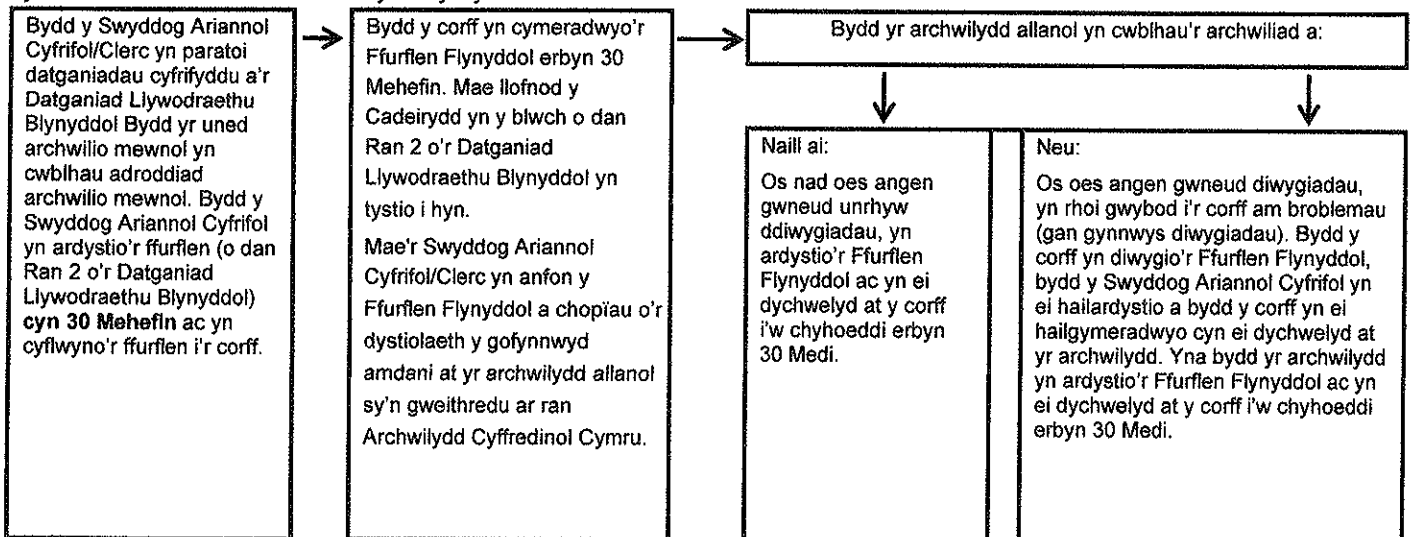 Bydd y Swyddog Ariannol
Cyfrifol/Clerc yn paratoi
datganiadau cyfrifyddu a'r
Datganiad Llywodraethu
Blynyddol Bydd yr uned
archwilio mewnol yn
cwblhau adroddiad
archwilio mewnol. Bydd y
Swyddog Ariannol Cyfrifol
yn ardystio'r ffurflen (o dan
Ran 2 o'r Datganiad
Llywodraethu Blynyddol)
cyn 30 Mehefin ac yn
cyflwyno'r ffurflen i'r corff.
Bydd y corff yn cymeradwyo'r
Ffurflen Flynyddol erbyn 30
Mehefin. Mae llofnod y
Cadeirydd yn y blwch o dan
Ran 2 o'r Datganiad
Llywodraethu Blynyddol yn
tystio i hyn.
Mae'r Swyddog Ariannol
Cyfrifol/Clerc yn anfon y
Ffurflen Flynyddol a chopïau o'r
dystiolaeth y gofynnwyd
amdani at yr archwilydd allanol
sy'n gweithredu ar ran
Archwilydd Cyffredinol Cymru.
Bydd yr archwilydd allanol yn cwblhau'r archwiliad a:
Naill ai:
Os nad oes angen
gwneud unrhyw
ddiwygiadau, yn
ardystio'r Ffurflen
Flynyddol ac yn ei
dychwelyd at y corff
i'w chyhoeddi erbyn
30 Medi.
Neu:
Os oes angen gwneud diwygiadau,
yn rhoi gwybod i'r corff am broblemau
(gan gynnwys diwygiadau). Bydd y
corff yn diwygio'r Ffurflen Flynyddol,
bydd y Swyddog Ariannol Cyfrifol yn
ei hailardystio a bydd y corff yn ei
hailgymeradwyo cyn ei dychwelyd at
yr archwilydd. Yna bydd yr archwilydd
yn ardystio'r Ffurflen Flynyddol ac yn
ei dychwelyd at y corff i'w chyhoeddi
erbyn 30 Medi.